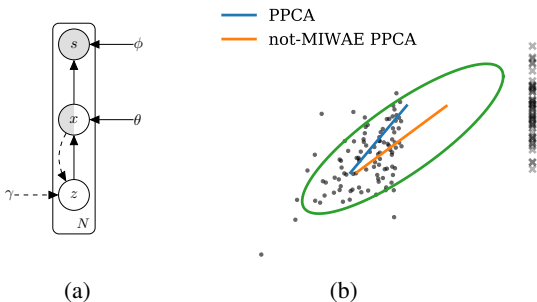 s
ϕ
x
θ
γ
z
N
(a)
PPCA
not-MIWAE PPCA
(b)